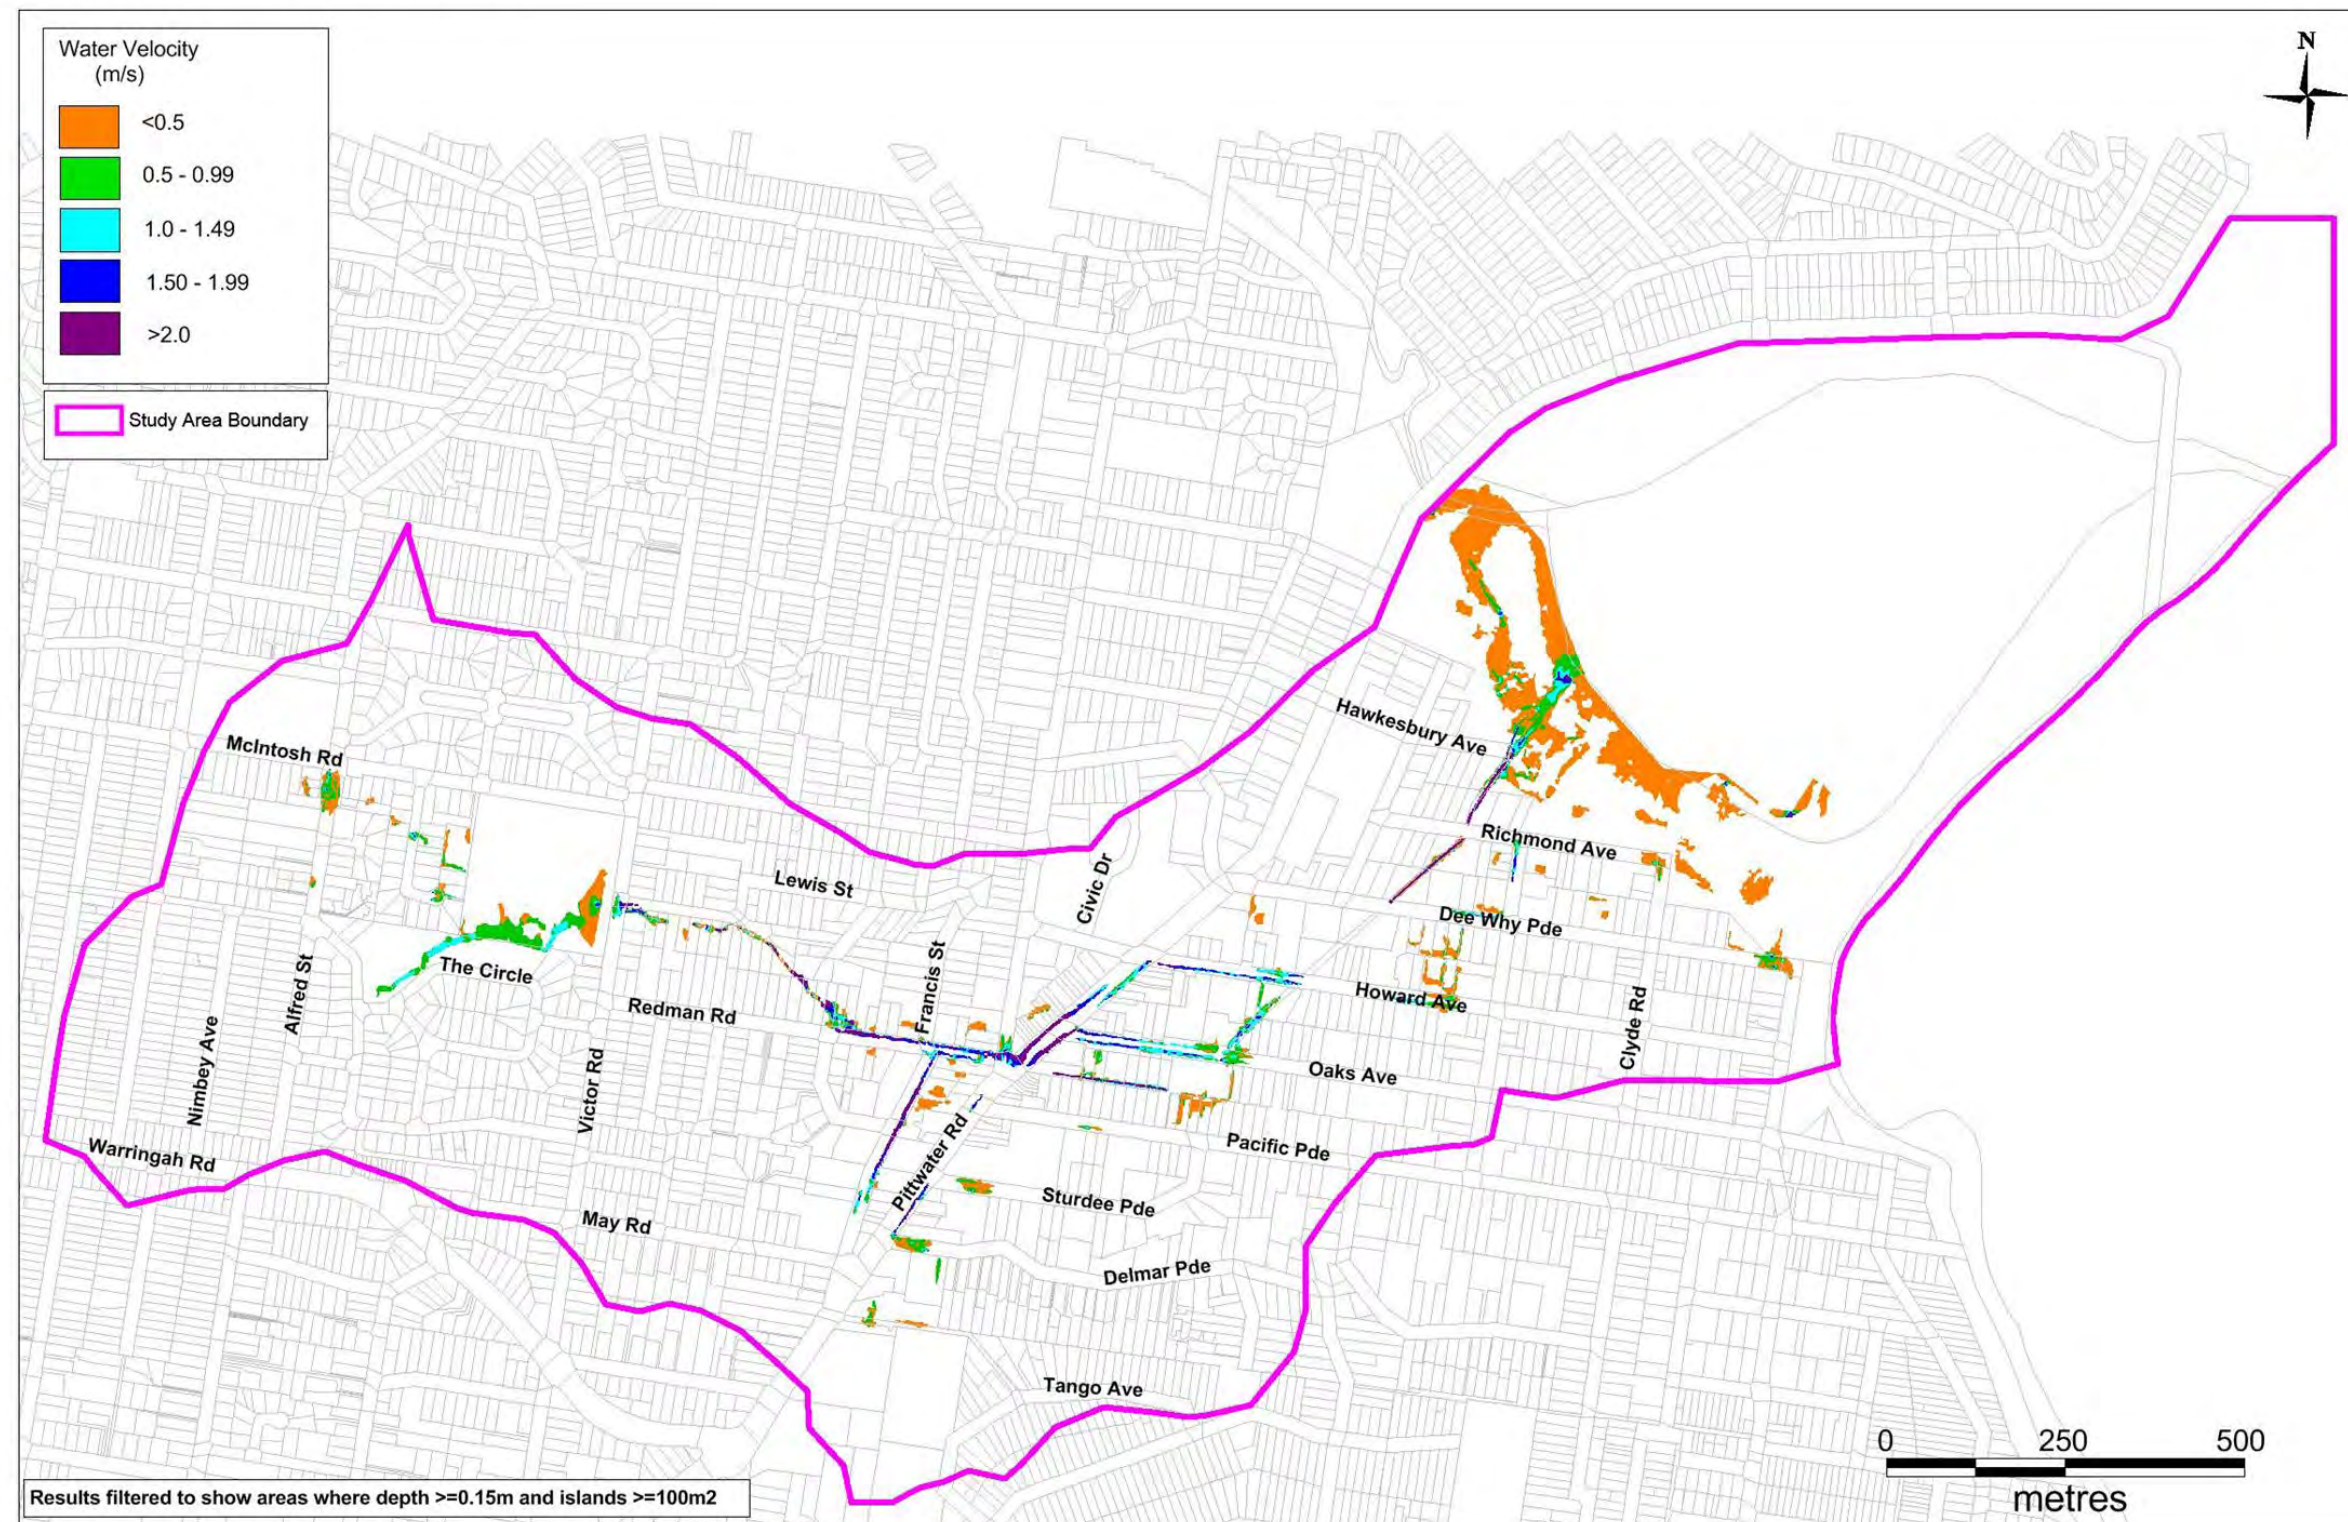 Water Velocity
(m/s)
<0.5
0.5 - 0.99
1.0 - 1.49
1.50 - 1.99
>2.0
Study Area Boundary
N
McIntosh Rd
Hawkesbury Ave
Richmond Ave
Lewis St
Civic Dr
Dee Why Pde
The Circle
Alfred St
Francis St
Redman Rd
Howard Ave
Clyde Rd
Nimbey Ave
Victor Rd
Oaks Ave
Warringah Rd
Pittwater Rd
Pacific Pde
Sturdee Pde
May Rd
Delmar Pde
Tango Ave
0 250 500
metres
Results filtered to show areas where depth >=0.15m and islands >=100m2